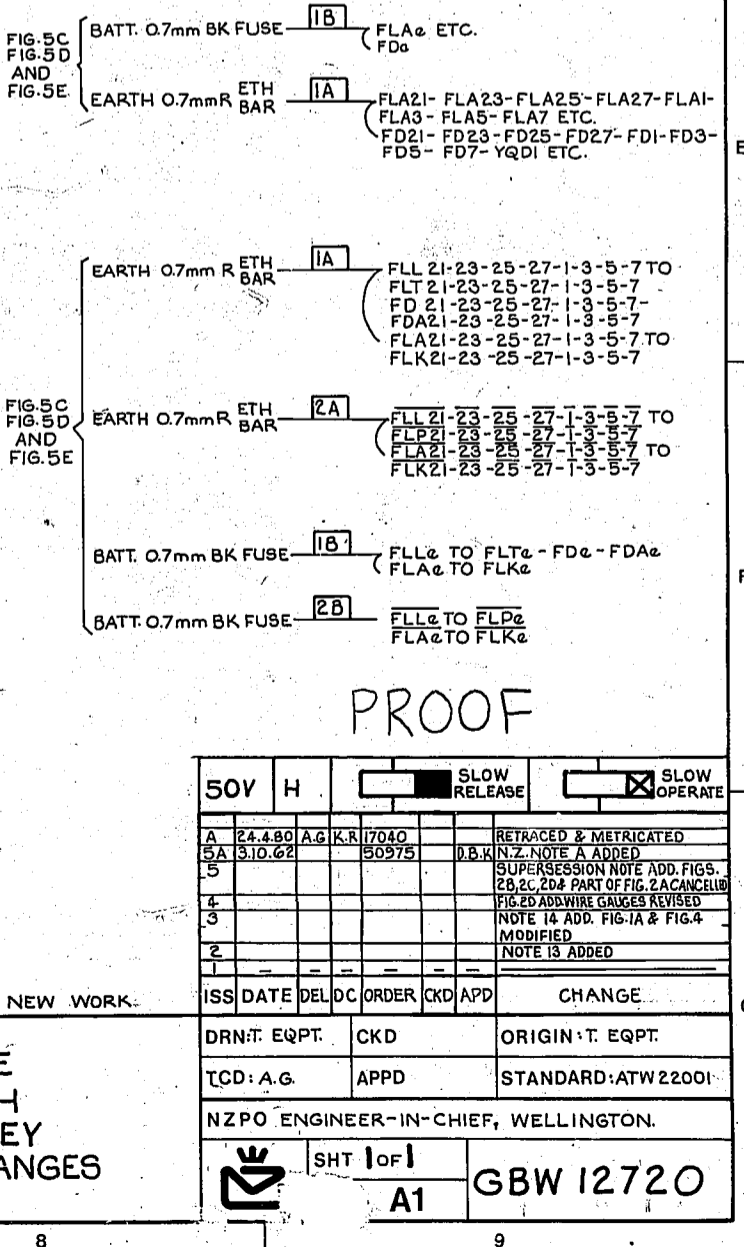 FIG.5C
FIG.5D
AND
FIG.5E
BATT. 0.7mm BK FUSE 1B FLAe ETC.
FDa
EARTH 0.7mm R ETH BAR 1A FLA21- FLA23-FLA25-FLA27-FLA1-
FLA3- FLA5- FLA7 ETC.
FD21- FD23-FD25- FD27- FD1-FD3-
FD5- FD7- YQD1 ETC.
E
FIG.5C
FIG.5D
AND
FIG.5E
EARTH 0.7mm R ETH BAR 1A FLL 21-23-25-27-1-3-5-7 TO
FLT 21-23-25-27-1-3-5-7
FD 21-23-25-27-1-3-5-7-
FDA21-23-25-27-1-3-5-7
FLA21-23-25-27-1-3-5-7 TO
FLK21-23-25-27-1-3-5-7
EARTH 0.7mm R ETH BAR 2A FLL 21-23-25-27-1-3-5-7 TO
FLP21-23-25-27-1-3-5-7
FLA21-23-25-27-1-3-5-7 TO
FLK21-23-25-27-1-3-5-7
BATT. 0.7mm BK FUSE 1B FLLe TO FLTe - FDe - FDAe
FLAe TO FLKe
BATT. 0.7mm BK FUSE 2B FLLe TO FLPe
FLAe TO FLKe
F
PROOF
50V H SLOW RELEASE SLOW OPERATE
A 24.4.80 A.G K.R 17040 RETRACED & METRICATED
5A 3.10.62 50975 D.B.K N.Z. NOTE A ADDED
5 SUPERSESSION NOTE ADD. FIGS.
2B,2C,2D& PART OF FIG.2A CANCELLED
4 FIG.2D ADD.WIRE GAUGES REVISED
3 NOTE 14 ADD. FIG.1A & FIG.4
MODIFIED
2 NOTE 13 ADDED
1 - - - - - -
ISS DATE DEL DC ORDER CKD APD CHANGE
NEW WORK
DRN: T. EQPT. CKD ORIGIN: T. EQPT.
TCD: A.G. APPD STANDARD: ATW 22001
NZPO ENGINEER-IN-CHIEF, WELLINGTON.
EY
ANGES
SHT 1 OF 1
A1
GBW 12720
8 9